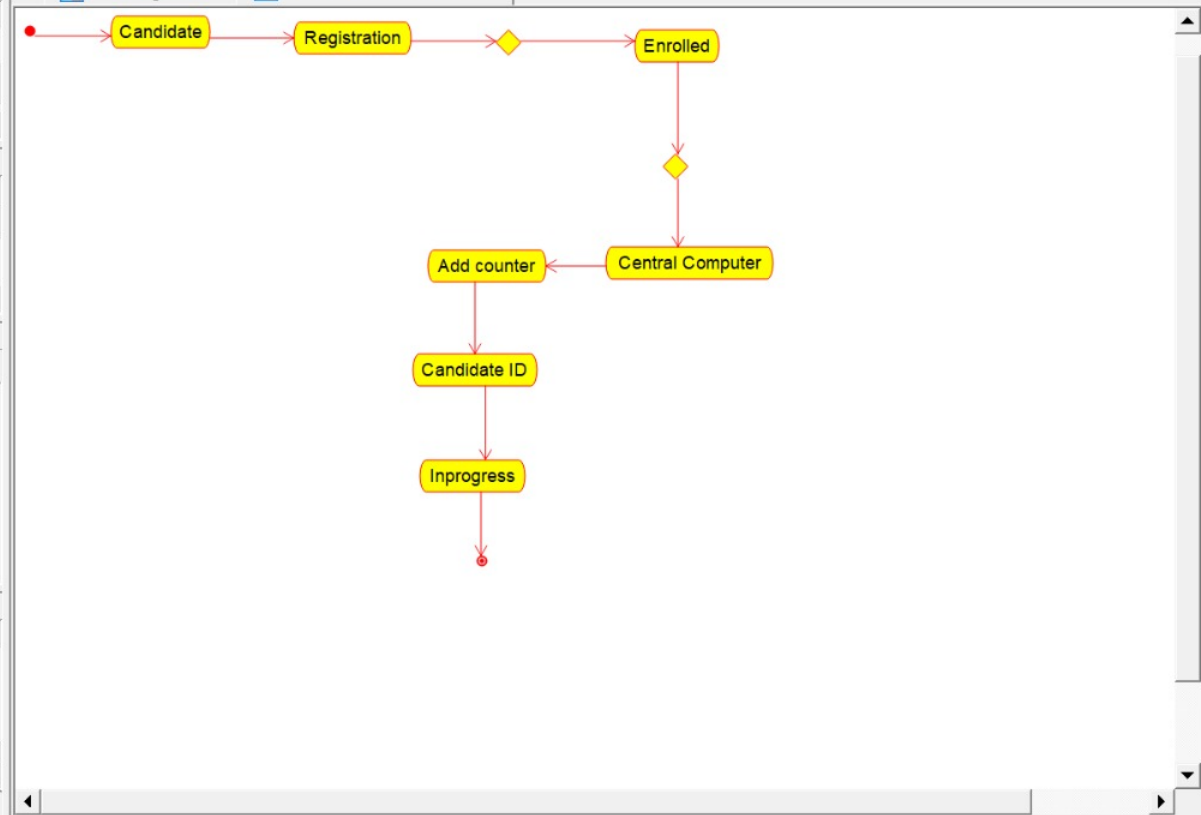 Candidate
Registration
Enrolled
Central Computer
Add counter
Candidate ID
Inprogress